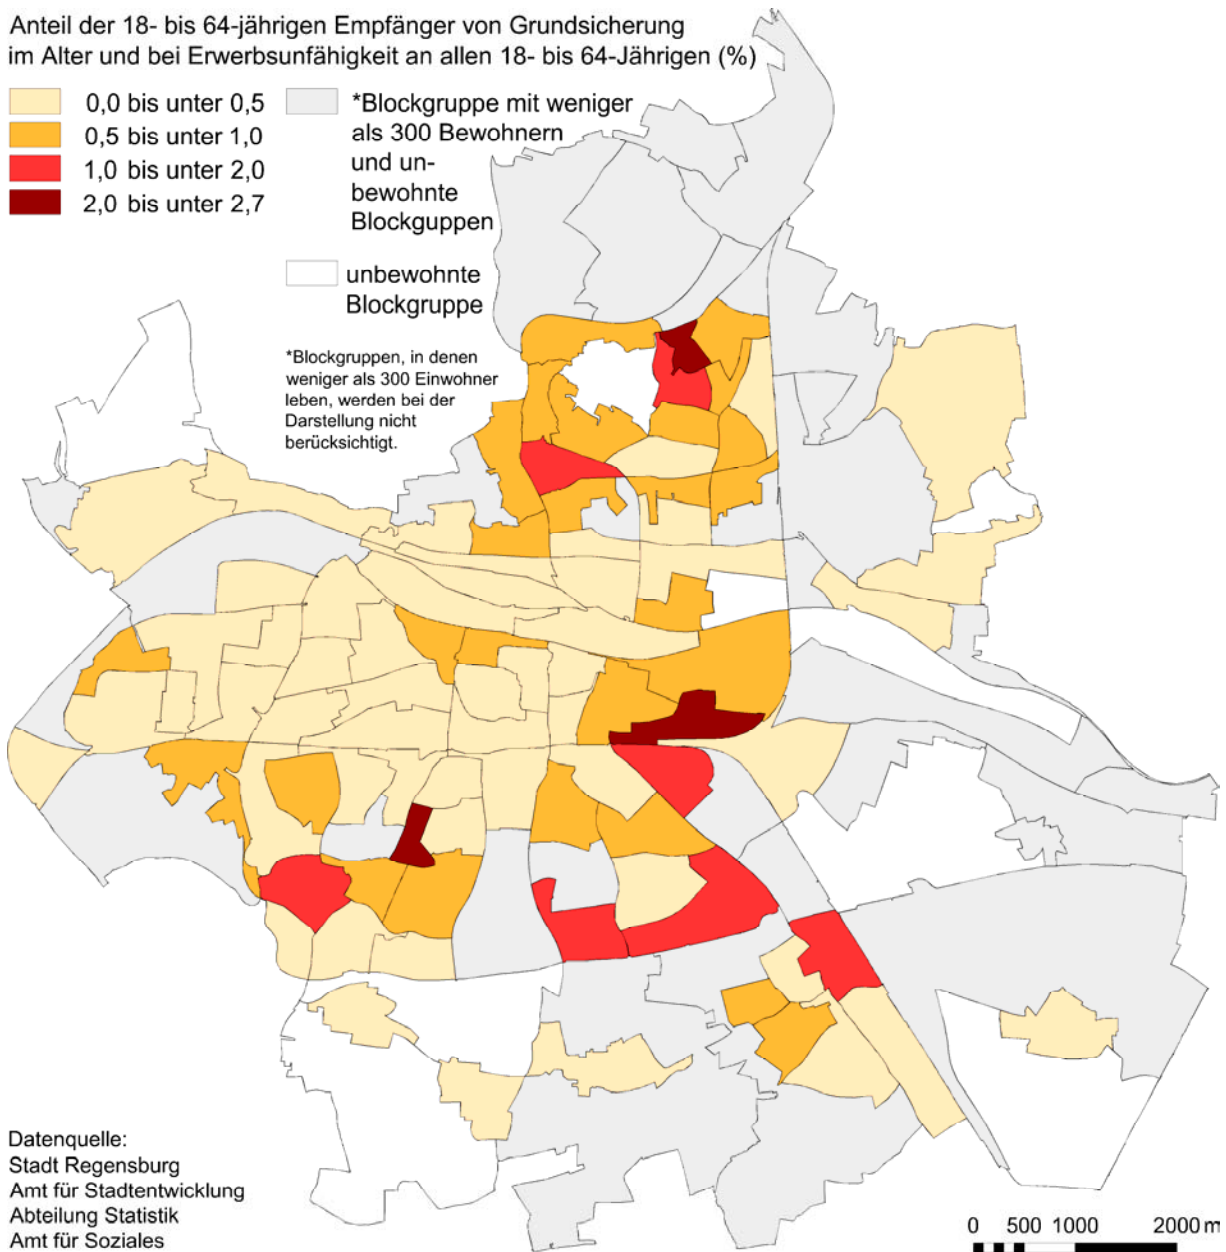 Anteil der 18- bis 64-jährigen Empfänger von Grundsicherung
im Alter und bei Erwerbsunfähigkeit an allen 18- bis 64-Jährigen (%)
0,0 bis unter 0,5
0,5 bis unter 1,0
1,0 bis unter 2,0
2,0 bis unter 2,7
*Blockgruppe mit weniger
als 300 Bewohnern
und un-
bewohnte
Blockguppen
unbewohnte
Blockgruppe
*Blockgruppen, in denen
weniger als 300 Einwohner
leben, werden bei der
Darstellung nicht
berücksichtigt.
Datenquelle:
Stadt Regensburg
Amt für Stadtentwicklung
Abteilung Statistik
Amt für Soziales
0 500 1000 2000 m